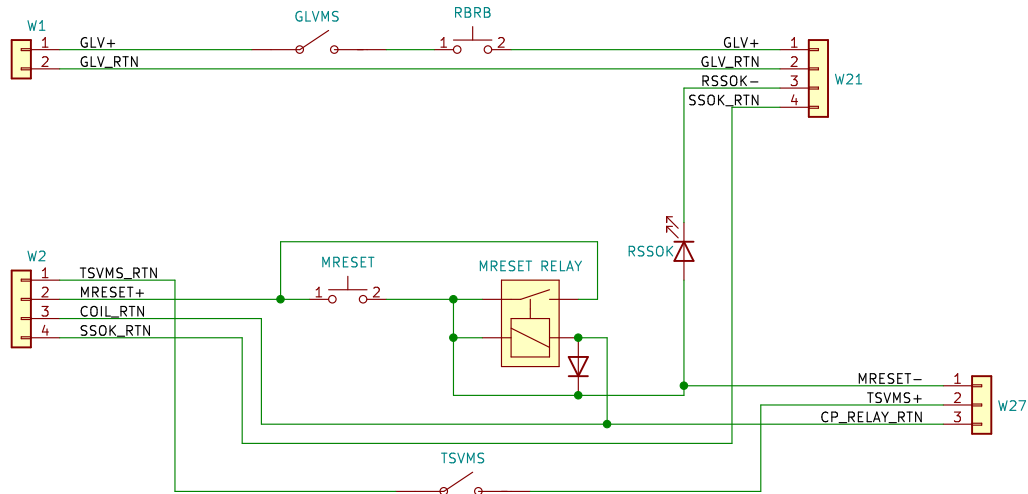 GLVMS
RBRB
W1
1 GLV+ 1 2 GLV+ 1
2 GLV_RTN GLV_RTN 2
RSSOK- 3
W21
SSOK_RTN 4
RSSOK
W2
MRESET
MRESET RELAY
1 TSVMS_RTN
2 MRESET+ 1 2
3 COIL_RTN
4 SSOK_RTN
MRESET- 1
TSVMS+ 2
W27
CP_RELAY_RTN 3
TSVMS